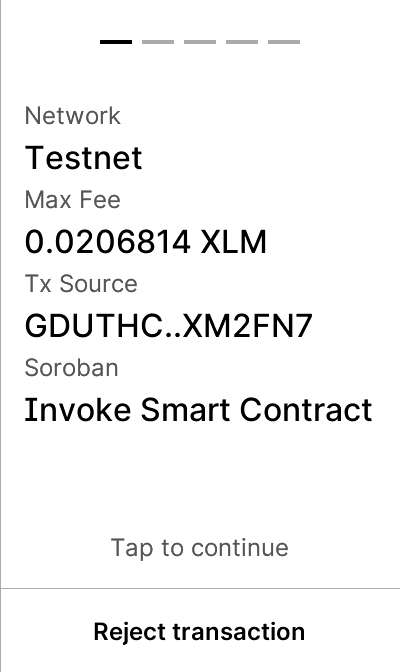 Network
Testnet
Max Fee
0.0206814 XLM
Tx Source
GDUTHC..XM2FN7
Soroban
Invoke Smart Contract
Tap to continue
Reject transaction